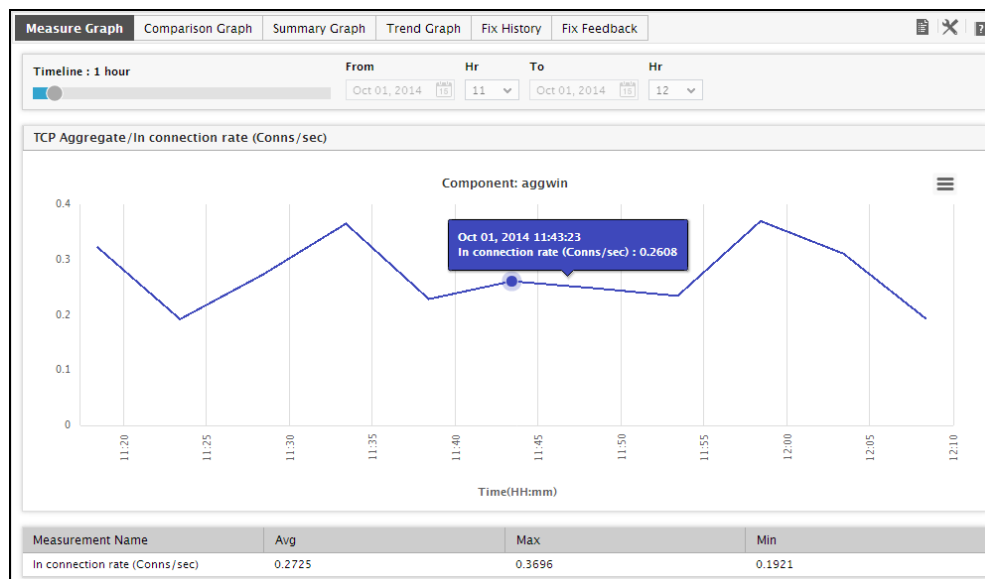 Measure Graph Comparison Graph Summary Graph Trend Graph Fix History Fix Feedback
?
Timeline : 1 hour From Hr To Hr
Oct 01, 2014 11 Oct 01, 2014 12
TCP Aggregate/In connection rate (Conns/sec)
Component: aggwin
0.4
0.3
0.2
0.1
0
Oct 01, 2014 11:43:23
In connection rate (Conns/sec) : 0.2608
11:20 11:25 11:30 11:35 11:40 11:45 11:50 11:55 12:00 12:05 12:10
Time(HH:mm)
Measurement Name Avg Max Min
In connection rate (Conns/sec) 0.2725 0.3696 0.1921